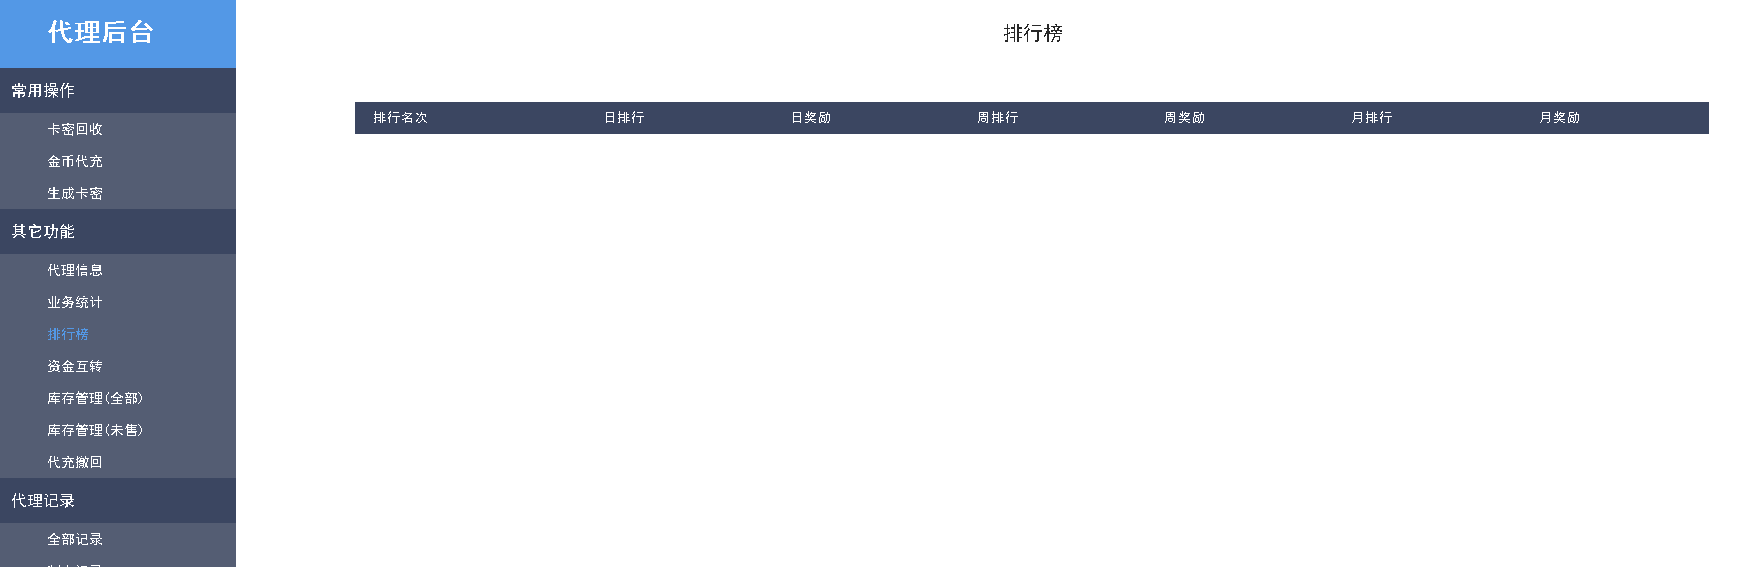 代理后台
常用操作
卡密回收
金币代充
生成卡密
其它功能
代理信息
业务统计
排行榜
资金互转
库存管理(全部)
库存管理(未售)
代充撤回
代理记录
全部记录
排行榜
排行名次 日排行 日奖励 周排行 周奖励 月排行 月奖励